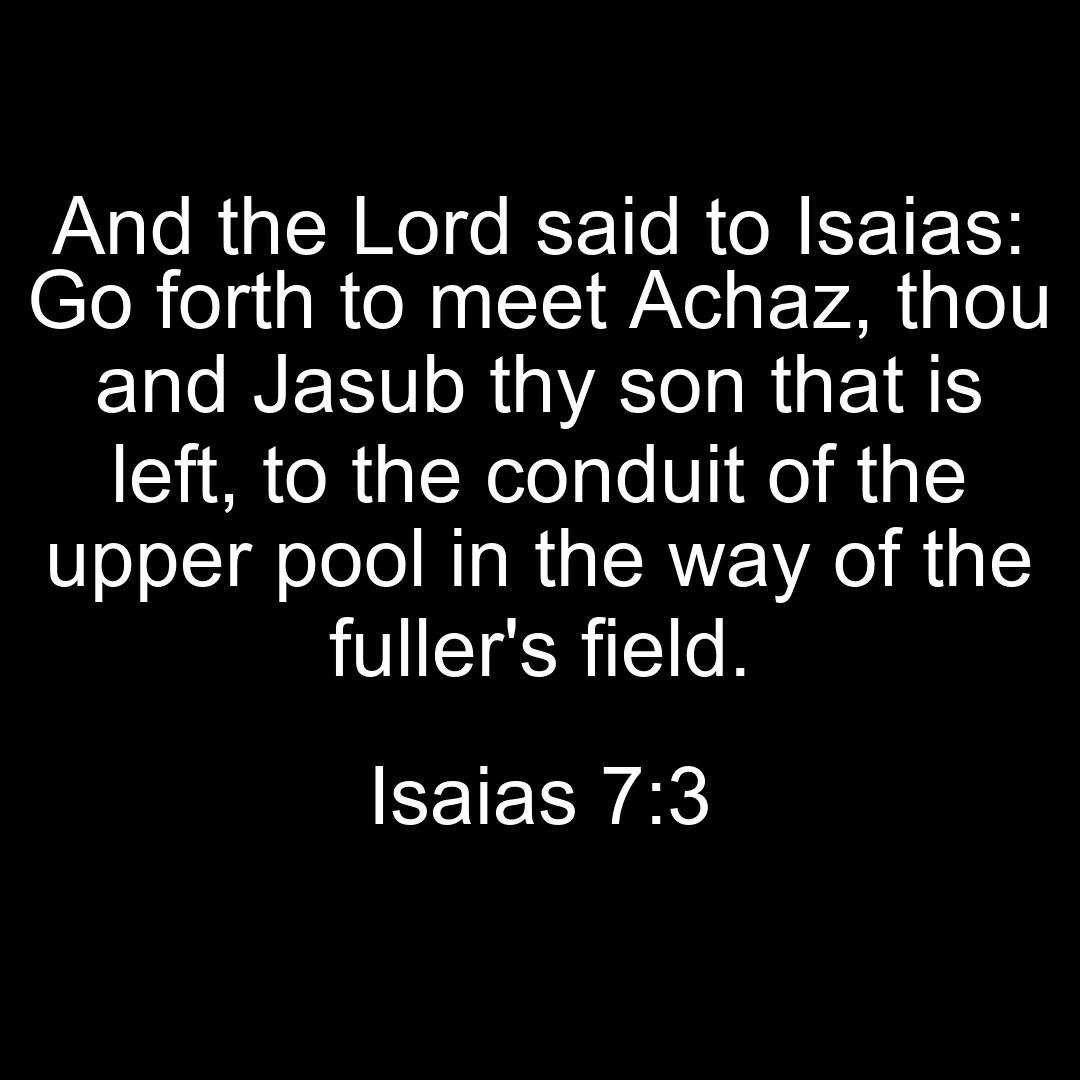 And the Lord said to Isaias:
Go forth to meet Achaz, thou
and Jasub thy son that is
left, to the conduit of the
upper pool in the way of the
fuller's field.
Isaias 7:3